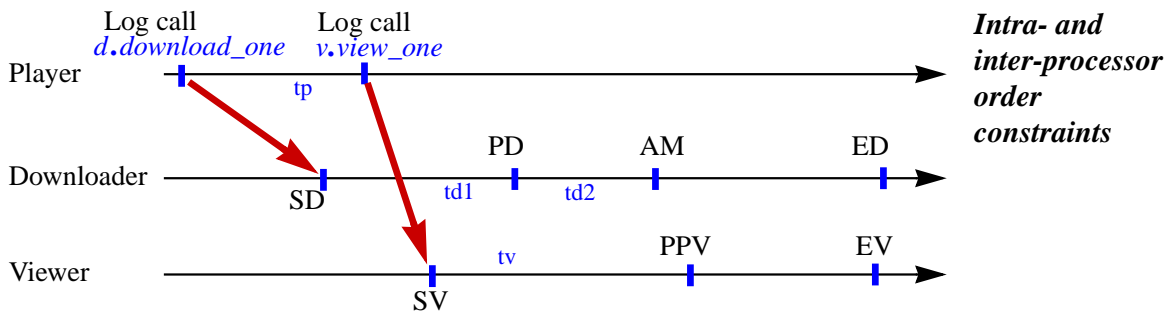 Log call
d.download_one
Log call
v.view_one
Intra- and
inter-processor
order
constraints
Player
tp
PD
AM
ED
Downloader
SD
td1
td2
PPV
EV
tv
Viewer
SV